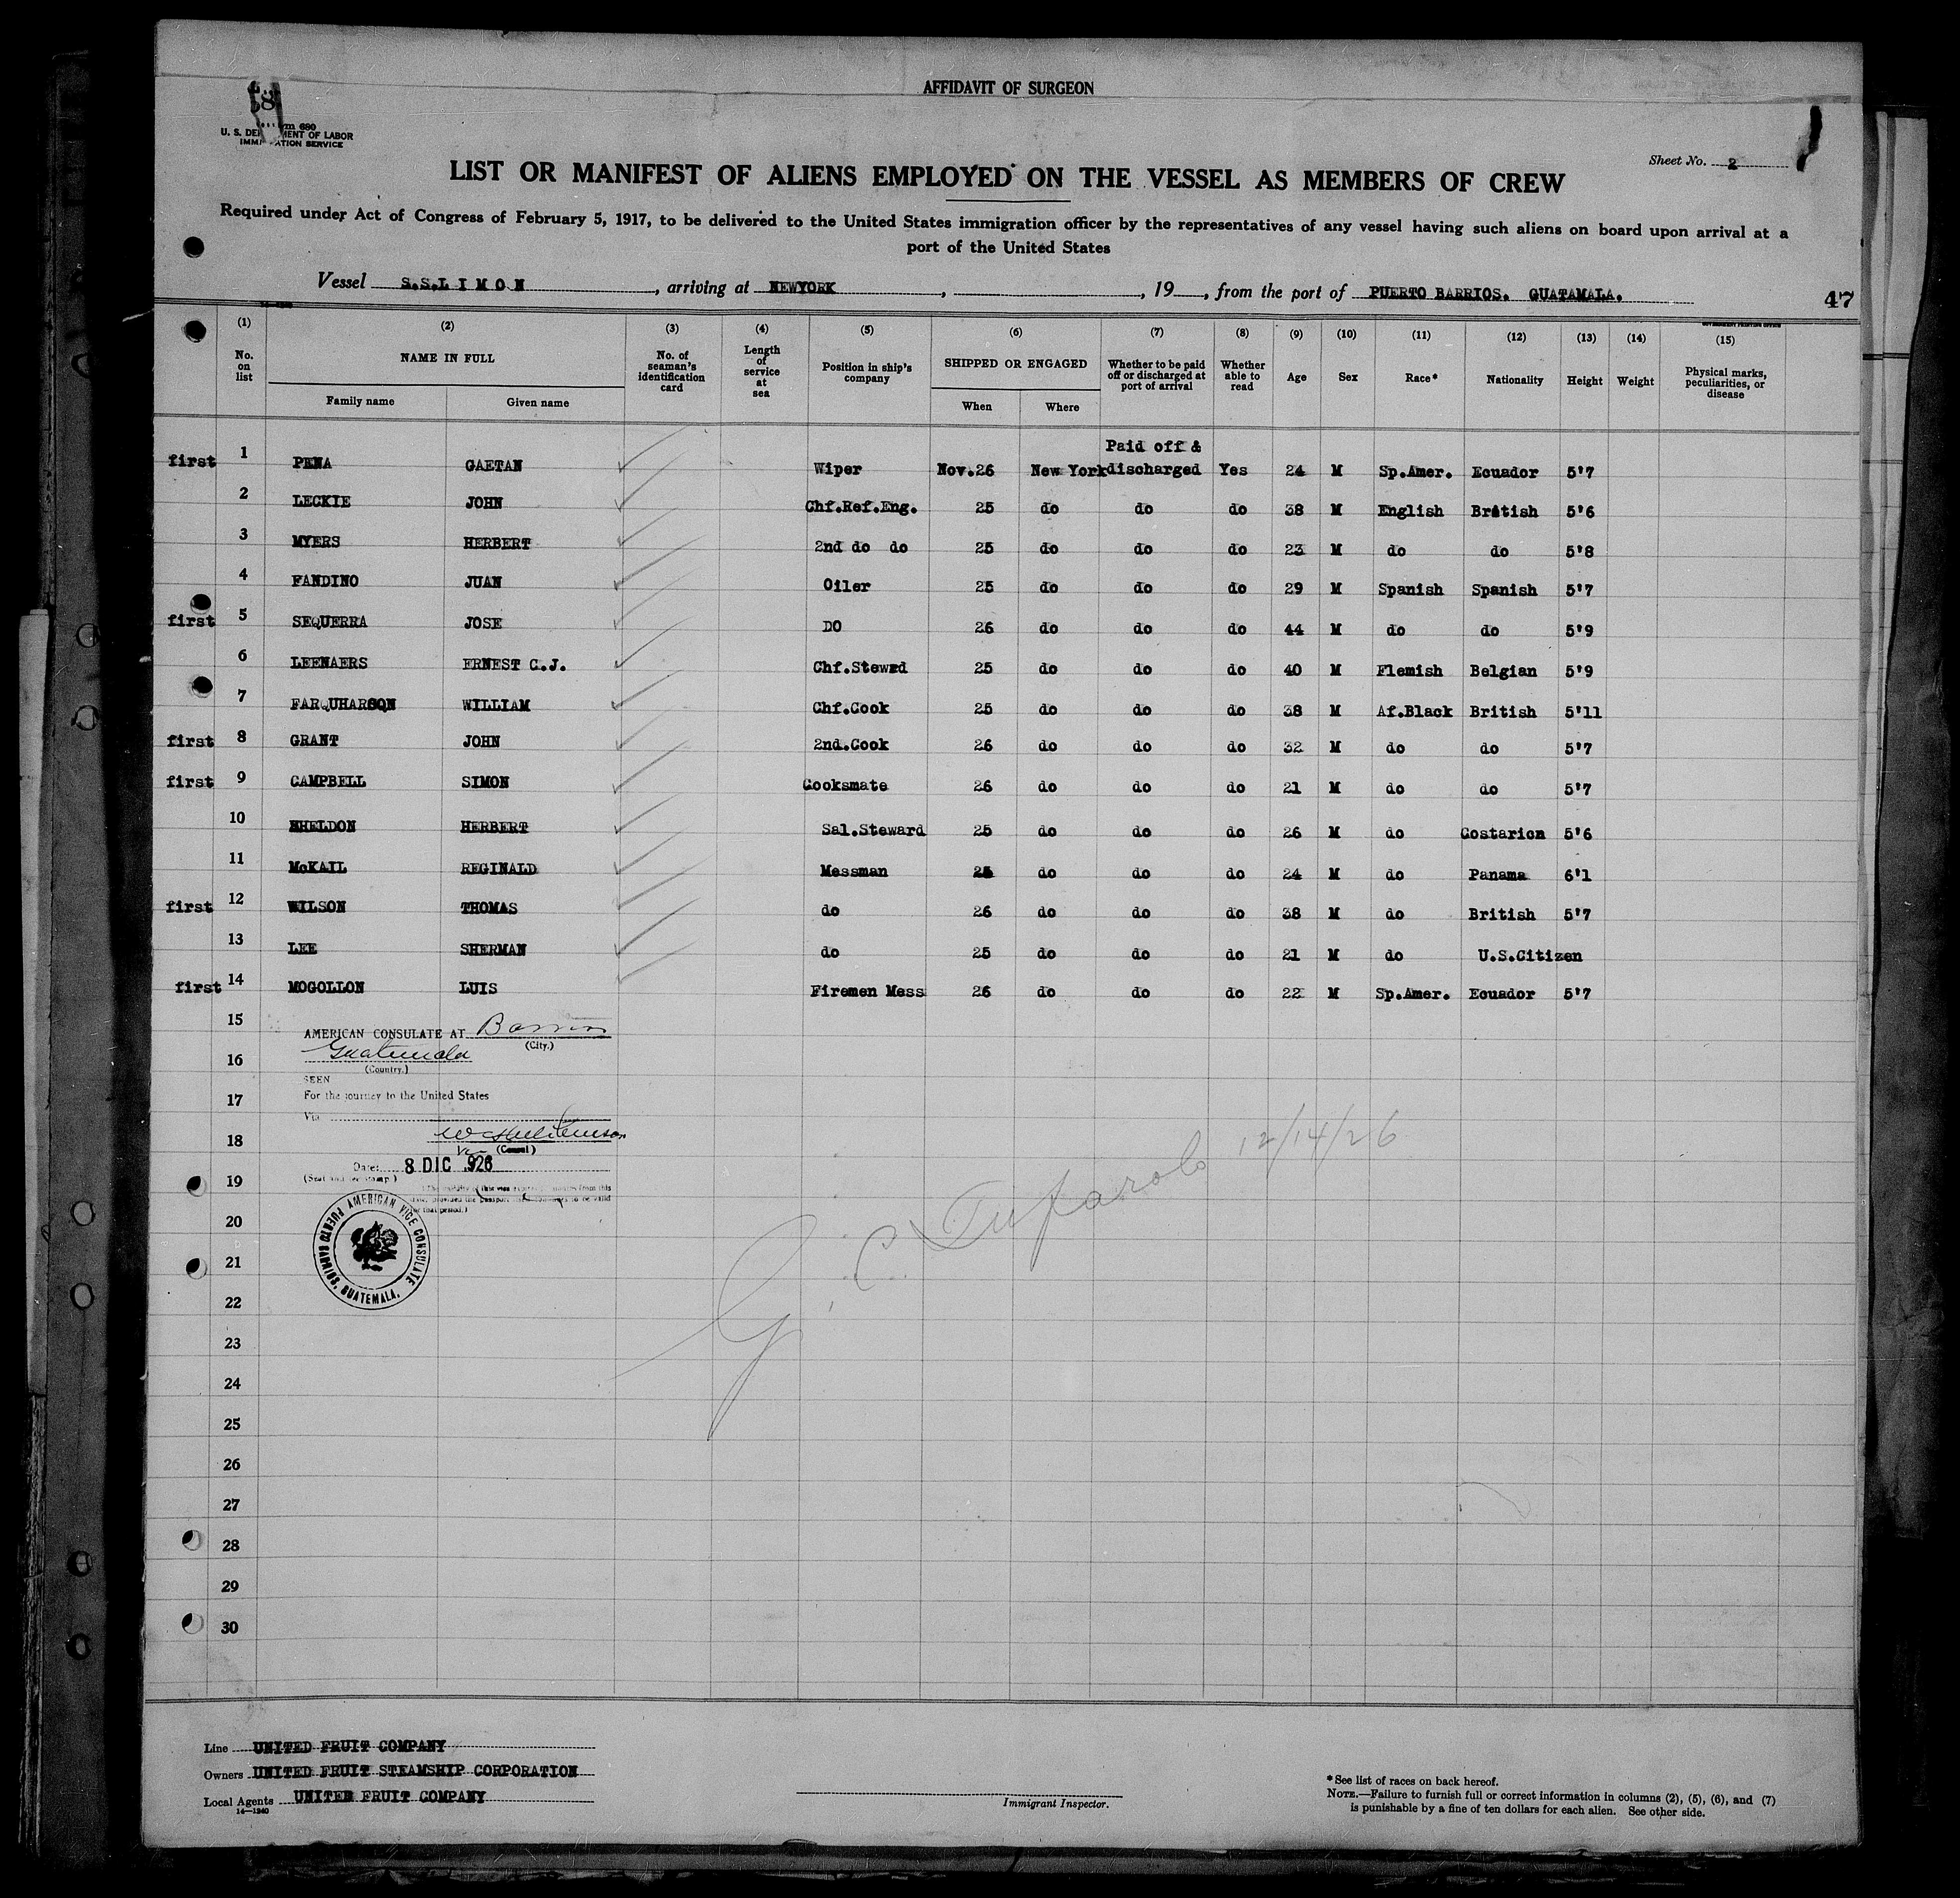 AFFIDAVIT OF SURGEON
U. S. DEPARTMENT OF LABOR
IMMIGRATION SERVICE
Sheet No. 2
LIST OR MANIFEST OF ALIENS EMPLOYED ON THE VESSEL AS MEMBERS OF CREW
Required under Act of Congress of February 5, 1917, to be delivered to the United States immigration officer by the representatives of any vessel having such aliens on board upon arrival at a
port of the United States
Vessel S.S.LIMON, arriving at NEWYORK, , 19 , from the port of PUERTO BARRIOS. GUATAMALA.
47
(1) (2) (3) (4) (5) (6) (7) (8) (9) (10) (11) (12) (13) (14) (15)
No. on list NAME IN FULL Family name Given name No. of seaman's identification card Length of service at sea Position in ship's company SHIPPED OR ENGAGED When Where Whether to be paid off or discharged at port of arrival Whether able to read Age Sex Race* Nationality Height Weight Physical marks, peculiarities, or disease
first 1 PENA GAETAN Wiper Nov.26 New York Paid off & discharged Yes 24 M Sp.Amer. Ecuador 5'7
2 LECKIE JOHN Chf.Ref.Eng. 25 do do do 38 M English British 5'6
3 MYERS HERBERT 2nd do do 25 do do do 23 M do do 5'8
4 FANDINO JUAN Oiler 25 do do do 29 M Spanish Spanish 5'7
first 5 SEQUERRA JOSE DO 26 do do do 44 M do do 5'9
6 LEENAERS ERNEST C.J. Chf.Stewrd 25 do do do 40 M Flemish Belgian 5'9
7 FARQUHARSON WILLIAM Chf.Cook 25 do do do 38 M Af.Black British 5'11
first 8 GRANT JOHN 2nd.Cook 26 do do do 32 M do do 5'7
first 9 CAMPBELL SIMON Cooksmate 26 do do do 21 M do do 5'7
10 SHELDON HERBERT Sal.Steward 25 do do do 26 M do Costarica 5'6
11 McKAIL REGINALD Messman 25 do do do 24 M do Panama 6'1
first 12 WILSON THOMAS do 26 do do do 38 M do British 5'7
13 LEE SHERMAN do 25 do do do 21 M do U.S.Citizen
first 14 MOGOLLON LUIS Firemen Mess 26 do do do 22 M Sp.Amer. Ecuador 5'7
15
16
17
18
19
20
21
22
23
24
25
26
27
28
29
30
AMERICAN CONSULATE AT Barrios
(City.)
Guatemala
(Country.)
SEEN
For the journey to the United States
Via
(Consul)
Date: 8 DIC 1926
AMERICAN VICE CONSULATE
PUERTO BARRIOS, GUATEMALA.
12/14/26
Line UNITED FRUIT COMPANY
Owners UNITED FRUIT STEAMSHIP CORPORATION
Local Agents UNITED FRUIT COMPANY
14—1240
Immigrant Inspector.
*See list of races on back hereof.
NOTE.—Failure to furnish full or correct information in columns (2), (5), (6), and (7)
is punishable by a fine of ten dollars for each alien. See other side.